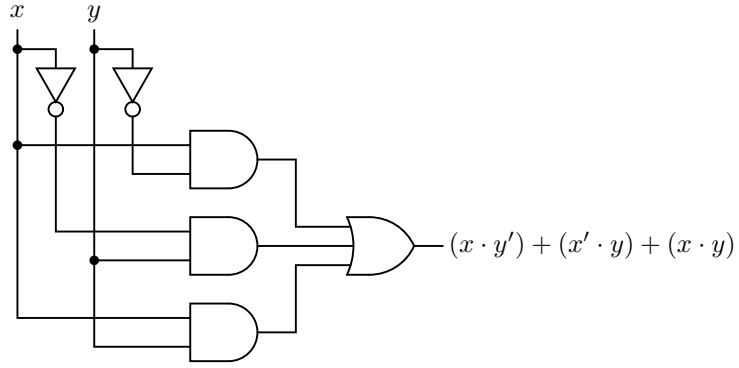 x y
(x · y′) + (x′ · y) + (x · y)